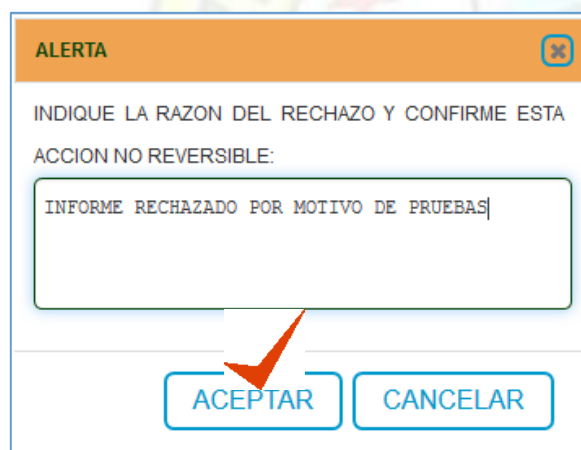 ALERTA
INDIQUE LA RAZON DEL RECHAZO Y CONFIRME ESTA
ACCION NO REVERSIBLE:
INFORME RECHAZADO POR MOTIVO DE PRUEBAS
ACEPTAR CANCELAR